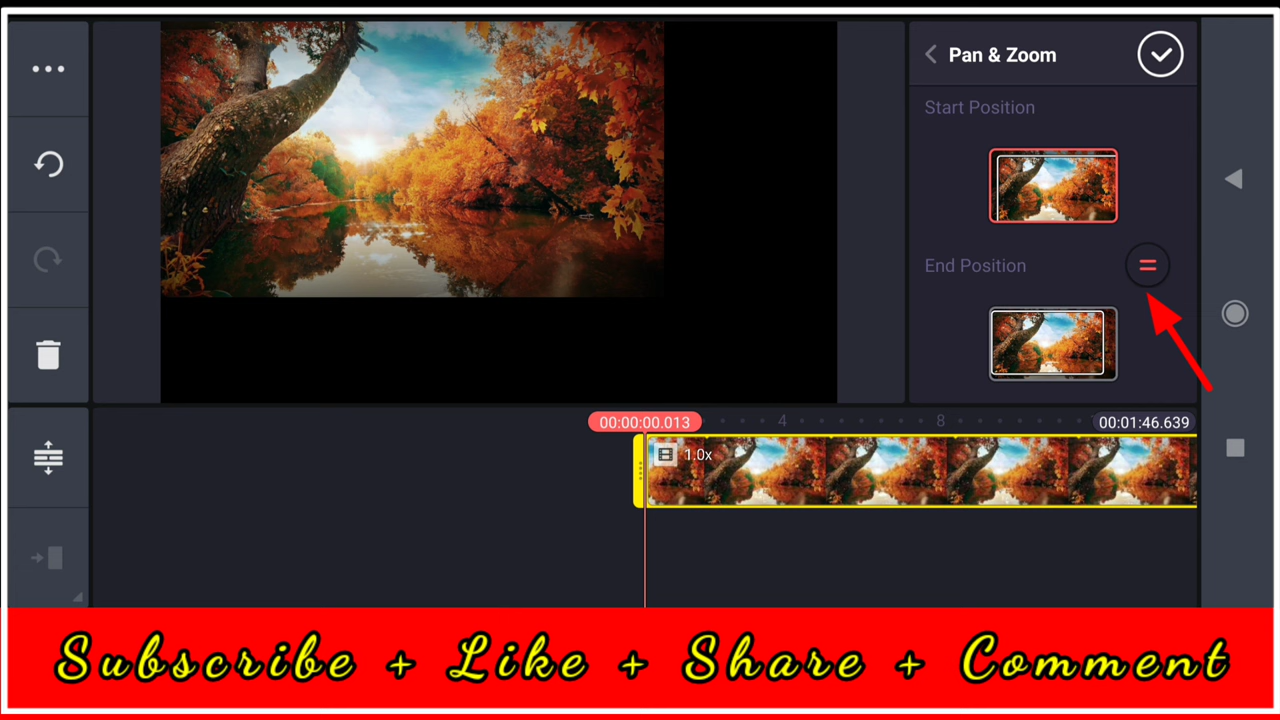 Pan & Zoom
Start Position
End Position
=
00:00:00.013
4
8
00:01:46.639
1.0x
Subscribe + Like + Share + Comment